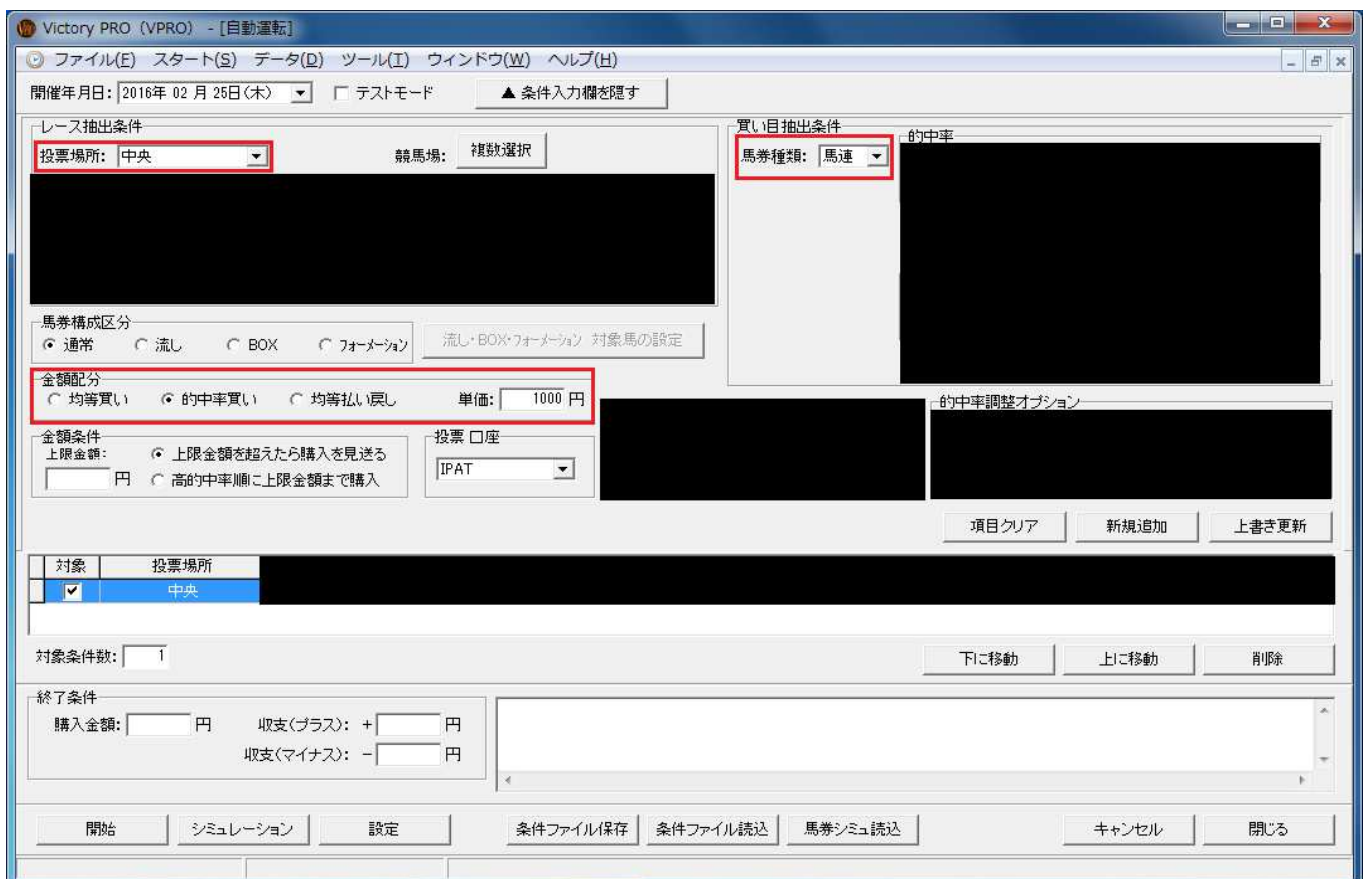 Victory PRO（VPRO） - [自動運転]
ファイル(F) スタート(S) データ(D) ツール(T) ウィンドウ(W) ヘルプ(H)
開催年月日: 2016年 02 月 25日(木) テストモード ▲ 条件入力欄を隠す
レース抽出条件
投票場所: 中央 競馬場: 複数選択
買い目抽出条件
馬券種類: 馬連
的中率
馬券構成区分
通常 流し BOX フォーメーション
流し・BOX・フォーメーション 対象馬の設定
金額配分
均等買い 的中率買い 均等払い戻し 単価: 1000 円
金額条件
上限金額:
円
上限金額を超えたら購入を見送る
高的中率順に上限金額まで購入
投票 口座
IPAT
的中率調整オプション
項目クリア 新規追加 上書き更新
対象 投票場所
中央
対象条件数: 1
下に移動 上に移動 削除
終了条件
購入金額: 円 収支(プラス): + 円
収支(マイナス): − 円
開始 シミュレーション 設定 条件ファイル保存 条件ファイル読込 馬券シミュ読込 キャンセル 閉じる